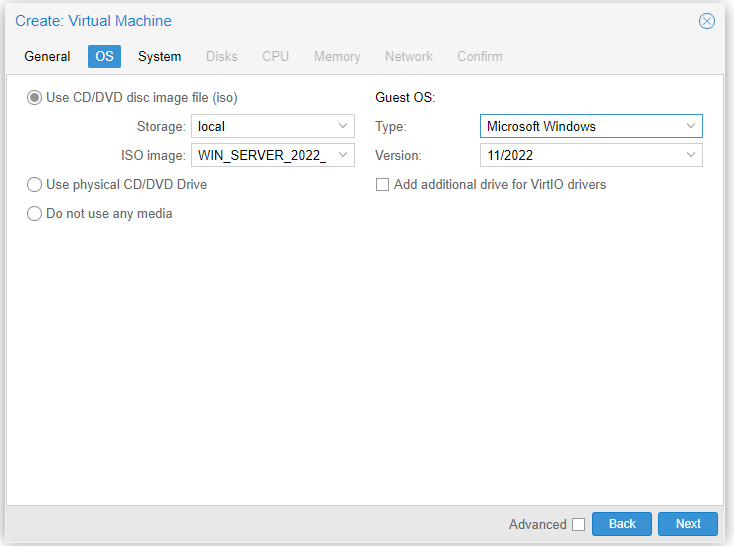 Create: Virtual Machine
General OS System Disks CPU Memory Network Confirm
Use CD/DVD disc image file (iso) Guest OS:
Storage: local Type: Microsoft Windows
ISO image: WIN_SERVER_2022_ Version: 11/2022
Use physical CD/DVD Drive Add additional drive for VirtIO drivers
Do not use any media
Advanced Back Next